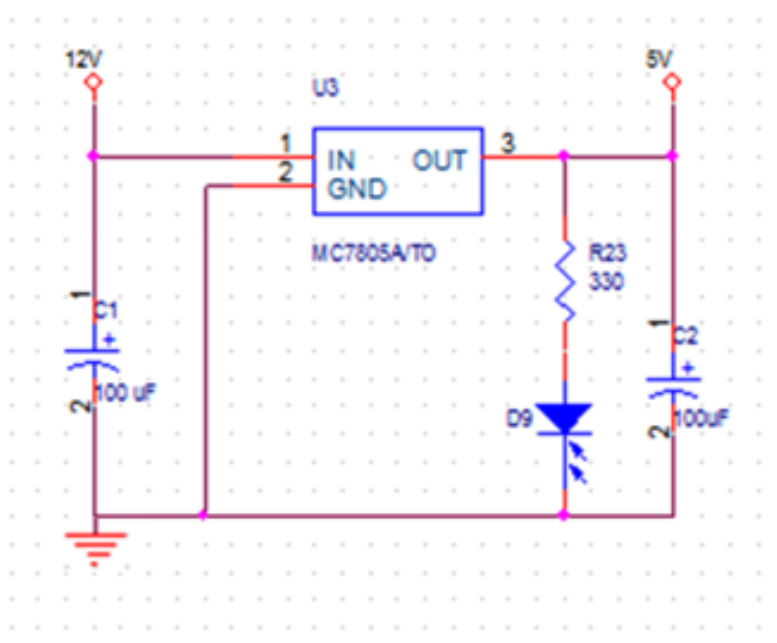 12V
5V
U3
1
IN
OUT
3
2
GND
MC7805A/TO
R23
330
1
C1
+
100 uF
2
1
C2
+
100uF
2
D9